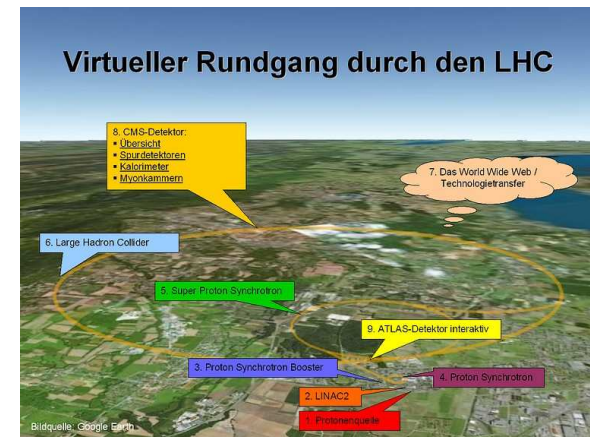 Virtueller Rundgang durch den LHC
8. CMS-Detektor:
▪ Übersicht
▪ Spurdetektoren
▪ Kalorimeter
▪ Myonkammern
7. Das World Wide Web /
Technologietransfer
6. Large Hadron Collider
5. Super Proton Synchrotron
9. ATLAS-Detektor interaktiv
3. Proton Synchrotron Booster
4. Proton Synchrotron
2. LINAC2
1. Protonenquelle
Bildquelle: Google Earth